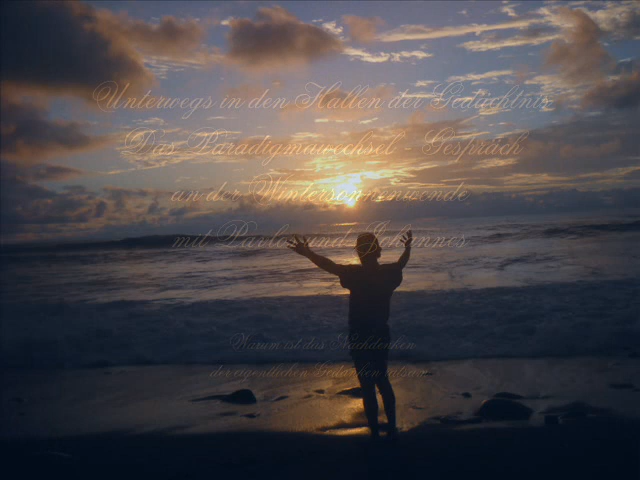 Unterwegs in den Hallen der Gedächtnis
Das Paradigmawechsel - Gespräch
an der Wintersonnenwende
mit Pavlos und Johannes
Warum ist das Nachdenken
der eigentlichen Gedanken